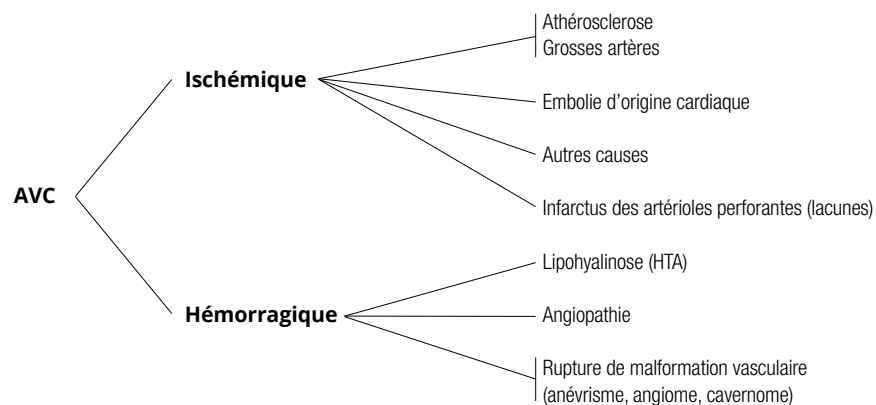 AVC
Ischémique
Athérosclerose
Grosses artères
Embolie d’origine cardiaque
Autres causes
Infarctus des artérioles perforantes (lacunes)
Hémorragique
Lipohyalinose (HTA)
Angiopathie
Rupture de malformation vasculaire
(anévrisme, angiome, cavernome)